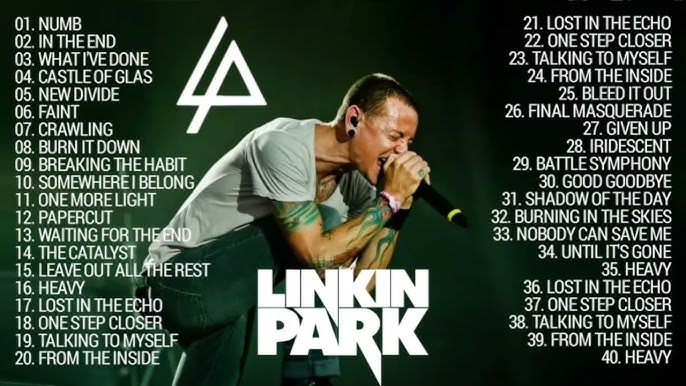 01. NUMB
02. IN THE END
03. WHAT I'VE DONE
04. CASTLE OF GLAS
05. NEW DIVIDE
06. FAINT
07. CRAWLING
08. BURN IT DOWN
09. BREAKING THE HABIT
10. SOMEWHERE I BELONG
11. ONE MORE LIGHT
12. PAPERCUT
13. WAITING FOR THE END
14. THE CATALYST
15. LEAVE OUT ALL THE REST
16. HEAVY
17. LOST IN THE ECHO
18. ONE STEP CLOSER
19. TALKING TO MYSELF
20. FROM THE INSIDE
LINKIN
PARK
21. LOST IN THE ECHO
22. ONE STEP CLOSER
23. TALKING TO MYSELF
24. FROM THE INSIDE
25. BLEED IT OUT
26. FINAL MASQUERADE
27. GIVEN UP
28. IRIDESCENT
29. BATTLE SYMPHONY
30. GOOD GOODBYE
31. SHADOW OF THE DAY
32. BURNING IN THE SKIES
33. NOBODY CAN SAVE ME
34. UNTIL IT'S GONE
35. HEAVY
36. LOST IN THE ECHO
37. ONE STEP CLOSER
38. TALKING TO MYSELF
39. FROM THE INSIDE
40. HEAVY